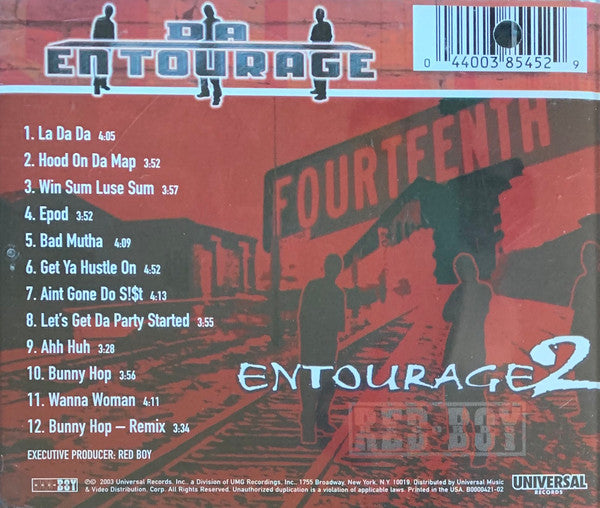 DA
ENTOURAGE
0 44003 85452 9
FOURTEENTH
1. La Da Da 4:05
2. Hood On Da Map 3:52
3. Win Sum Luse Sum 3:57
4. Epod 3:52
5. Bad Mutha 4:09
6. Get Ya Hustle On 4:52
7. Aint Gone Do S!$t 4:13
8. Let's Get Da Party Started 3:55
9. Ahh Huh 3:28
10. Bunny Hop 3:56
11. Wanna Woman 4:11
12. Bunny Hop – Remix 3:34
ENTOURAGE 2
RED BOY
EXECUTIVE PRODUCER: RED BOY
RED BOY
℗© 2003 Universal Records, Inc., a Division of UMG Recordings, Inc., 1755 Broadway, New York, N.Y. 10019. Distributed by Universal Music
& Video Distribution, Corp. All Rights Reserved. Unauthorized duplication is a violation of applicable laws. Printed in the USA. B0000421-02
UNIVERSAL
RECORDS